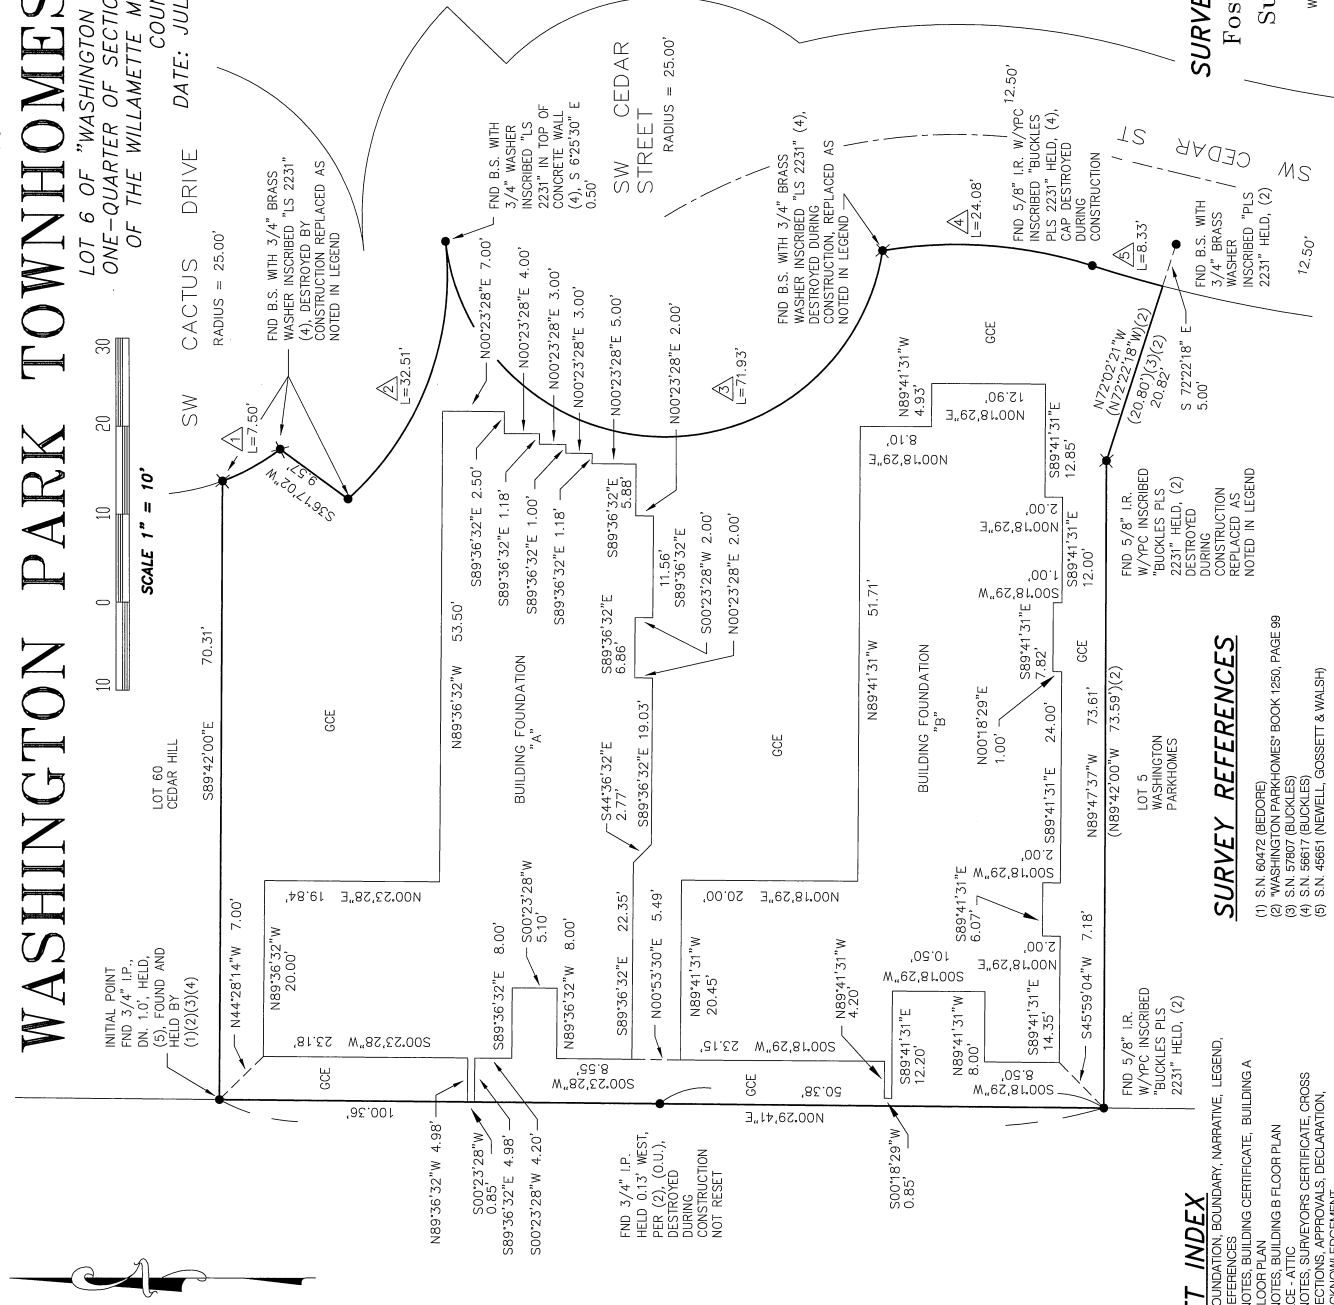 WASHINGTON PARK TOWNHOMES
LOT 6 OF "WASHINGTON
ONE-QUARTER OF SECTIO
OF THE WILLAMETTE M
COU
DATE: JUL
10 0 10 20 30
SCALE 1" = 10'
SW CACTUS DRIVE
RADIUS = 25.00'
LOT 60
CEDAR HILL
S89°42'00"E 70.31'
INITIAL POINT
FND 3/4" I.P.,
DN. 1.0', HELD,
(5), FOUND AND
HELD BY
(1)(2)(3)(4)
N44°28'14"W 7.00'
1
L=7.50'
FND B.S. WITH 3/4" BRASS
WASHER INSCRIBED "LS 2231"
(4), DESTROYED BY
CONSTRUCTION REPLACED AS
NOTED IN LEGEND
S36°17'02"W
9.57'
2
L=32.51'
FND B.S. WITH
3/4" WASHER
INSCRIBED "LS
2231" IN TOP OF
CONCRETE WALL
(4), S 6°25'30" E
0.50'
SW CEDAR
STREET
RADIUS = 25.00'
N89°36'32"W
20.00'
19.84' N00°23'28"E
GCE
N89°36'32"W 53.50'
N00°23'28"E 7.00'
S89°36'32"E 2.50'
N00°23'28"E 4.00'
S89°36'32"E 1.18'
N00°23'28"E 3.00'
S89°36'32"E 1.00'
N00°23'28"E 3.00'
S89°36'32"E 1.18'
N00°23'28"E 5.00'
S89°36'32"E
5.88'
N00°23'28"E 2.00'
11.56'
S89°36'32"E
S00°23'28"W 2.00'
S89°36'32"E
6.86'
N00°23'28"E 2.00'
S89°36'32"E 19.03'
S44°36'32"E
2.77'
S89°36'32"E 22.35'
BUILDING FOUNDATION
"A"
23.18' S00°23'28"W
GCE
S89°36'32"E 8.00'
S00°23'28"W
5.10'
N89°36'32"W 8.00'
8.55'
S00°23'28"W
N00°53'30"E 5.49'
100.36'
N00°29'41"E
50.38'
N89°36'32"W 4.98'
S00°23'28"W
0.85'
S89°36'32"E 4.98'
S00°23'28"W 4.20'
FND 3/4" I.P.
HELD 0.13' WEST,
PER (2), (O.U.),
DESTROYED
DURING
CONSTRUCTION
NOT RESET
3
L=71.93'
GCE
N89°41'31"W
20.45'
20.00' N00°18'29"E
N89°41'31"W 51.71'
BUILDING FOUNDATION
"B"
23.15' S00°18'29"W
GCE
N89°41'31"W
4.20'
S00°18'29"W
0.85'
S89°41'31"E
12.20'
10.50'
S00°18'29"W
N89°41'31"W
8.00'
8.50'
S00°18'29"W
S89°41'31"E
14.35'
2.00'
N00°18'29"E
S89°41'31"E
6.07'
2.00'
S00°18'29"W
S89°41'31"E 24.00'
N00°18'29"E
1.00'
S89°41'31"E
7.82'
1.00'
S00°18'29"W
S89°41'31"E
12.00'
2.00'
N00°18'29"E
S89°41'31"E
12.85'
12.90'
N00°18'29"E
N89°41'31"W
4.93'
8.10'
N00°18'29"E
GCE
GCE
FND B.S. WITH 3/4" BRASS
WASHER INSCRIBED "LS 2231" (4),
DESTROYED DURING
CONSTRUCTION, REPLACED AS
NOTED IN LEGEND
4
L=24.08'
FND 5/8" I.R. W/YPC
INSCRIBED "BUCKLES
PLS 2231" HELD, (4),
CAP DESTROYED
DURING
CONSTRUCTION
12.50'
5
L=8.33'
SW CEDAR ST
FND B.S. WITH
3/4" BRASS
WASHER
INSCRIBED "PLS
2231" HELD, (2)
12.50'
N72°02'21"W
(N72°22'18"W)(2)
(20.80')(3)(2)
20.82'
S 72°22'18" E
5.00'
FND 5/8" I.R.
W/YPC INSCRIBED
"BUCKLES PLS
2231" HELD, (2)
DESTROYED
DURING
CONSTRUCTION
REPLACED AS
NOTED IN LEGEND
N89°47'37"W 73.61'
(N89°42'00"W 73.59')(2)
LOT 5
WASHINGTON
PARKHOMES
S45°59'04"W 7.18'
FND 5/8" I.R.
W/YPC INSCRIBED
"BUCKLES PLS
2231" HELD, (2)
SURVEY REFERENCES
(1) S.N. 60472 (BEDORE)
(2) "WASHINGTON PARKHOMES" BOOK 1250, PAGE 99
(3) S.N. 57807 (BUCKLES)
(4) S.N. 56617 (BUCKLES)
(5) S.N. 45651 (NEWELL, GOSSETT & WALSH)
SURVE
Fos
Su
W
T INDEX
OUNDATION, BOUNDARY, NARRATIVE, LEGEND,
EFERENCES
OTES, BUILDING CERTIFICATE, BUILDING A
LOOR PLAN
OTES, BUILDING B FLOOR PLAN
CE - ATTIC
OTES, SURVEYOR'S CERTIFICATE, CROSS
ECTIONS, APPROVALS, DECLARATION,
CKNOWLEDGEMENT